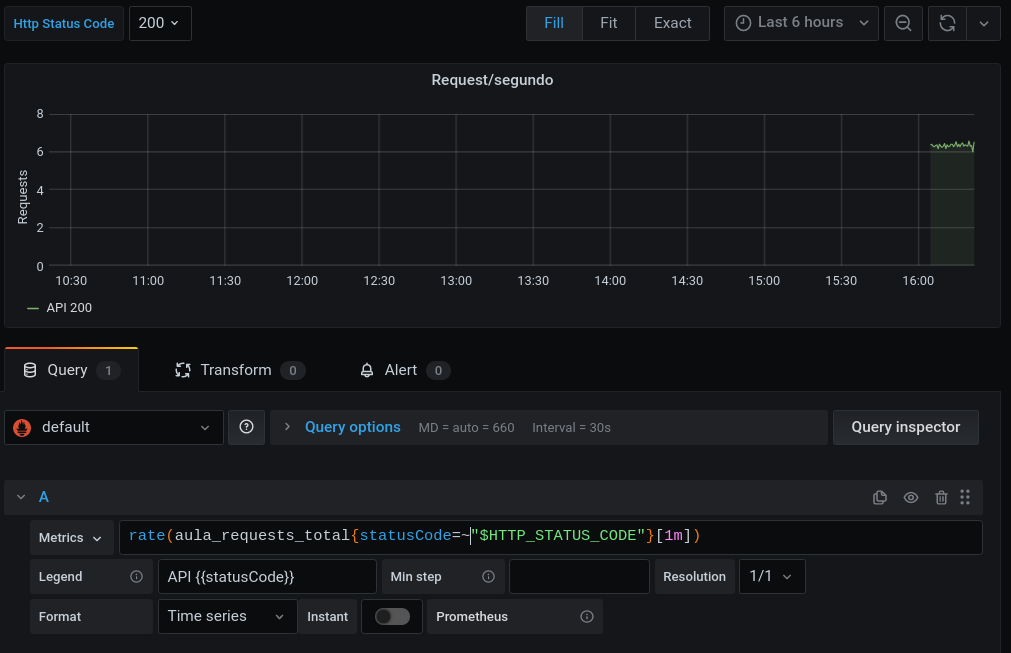 Http Status Code 200 Fill Fit Exact Last 6 hours
Request/segundo
8
6
4
2
0
Requests
10:30 11:00 11:30 12:00 12:30 13:00 13:30 14:00 14:30 15:00 15:30 16:00
API 200
Query 1 Transform 0 Alert 0
default Query options MD = auto = 660 Interval = 30s Query inspector
A
Metrics rate(aula_requests_total{statusCode=~"$HTTP_STATUS_CODE"}[1m])
Legend API {{statusCode}} Min step Resolution 1/1
Format Time series Instant Prometheus